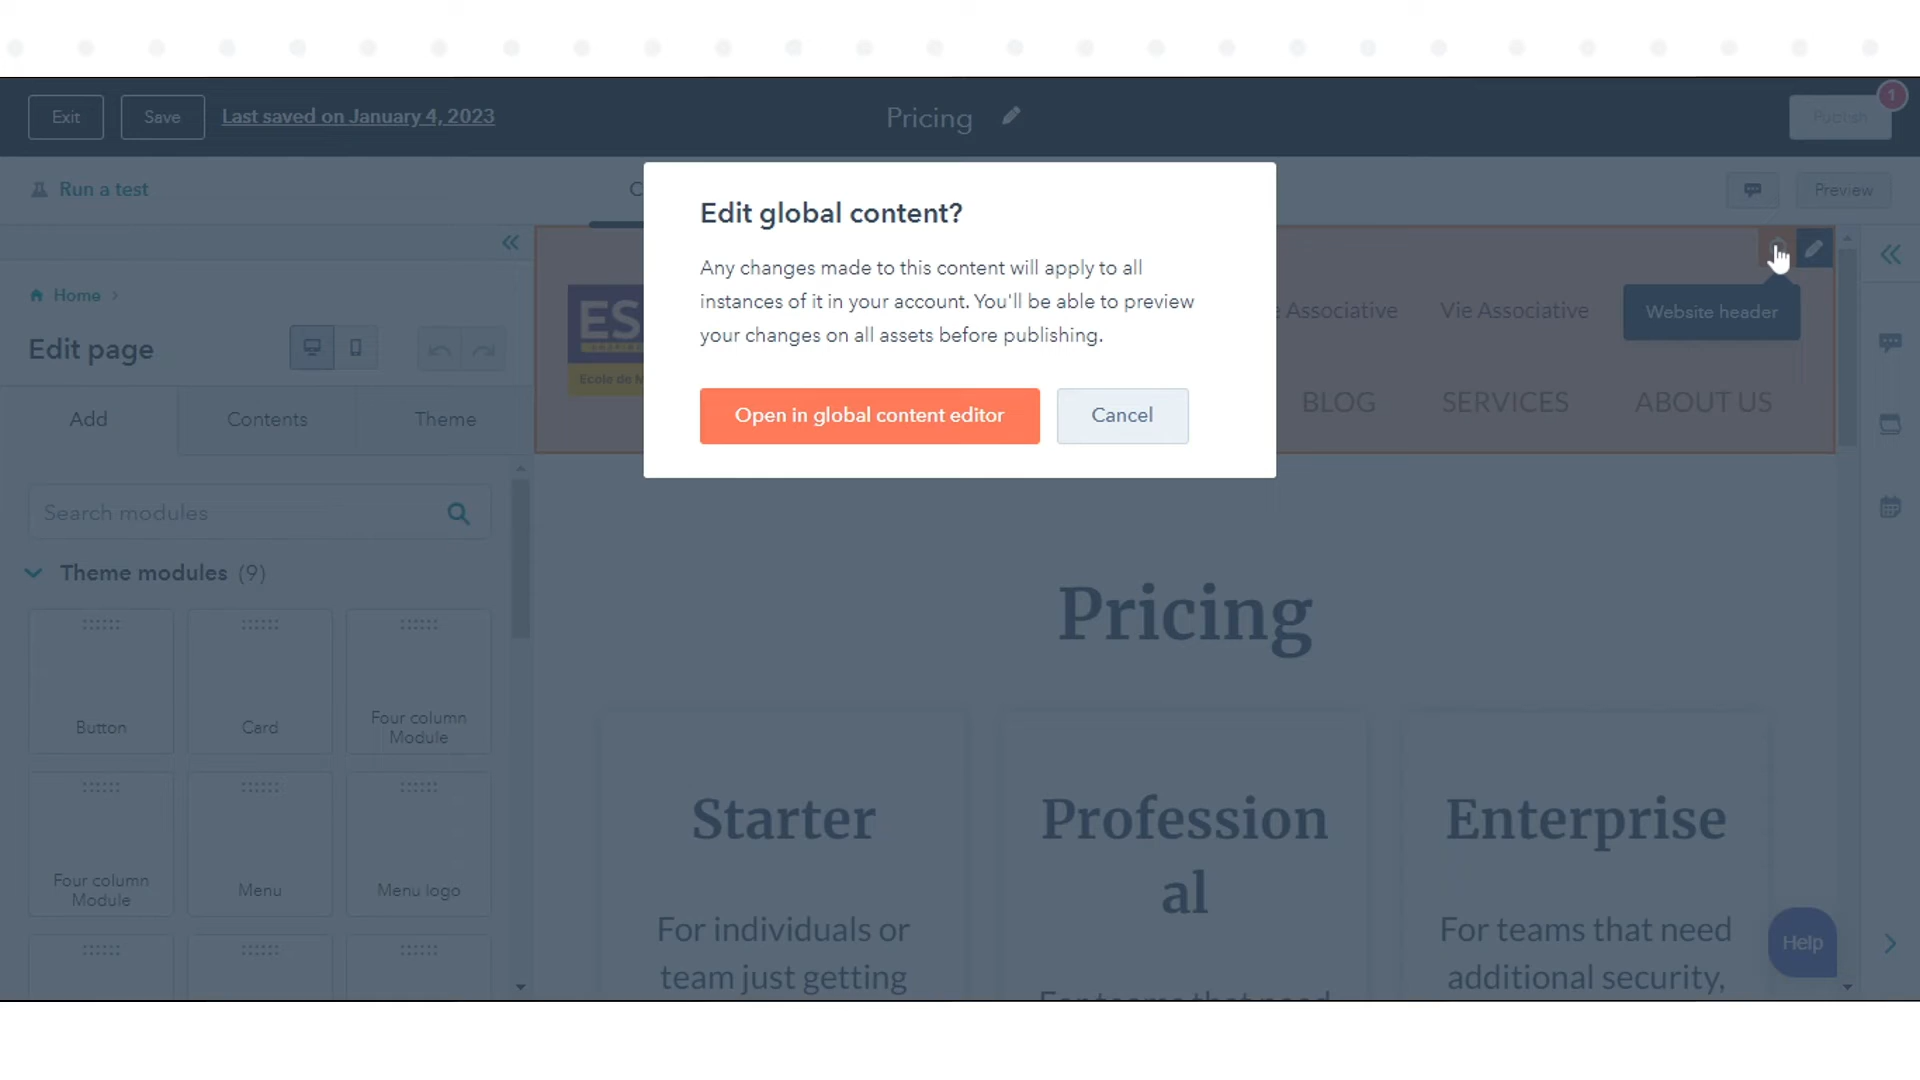 Exit
Save
Last saved on January 4, 2023
Pricing
Publish
1
Run a test
Preview
Edit global content?
Any changes made to this content will apply to all
instances of it in your account. You'll be able to preview
your changes on all assets before publishing.
Open in global content editor
Cancel
Home
Edit page
Add
Contents
Theme
Search modules
Theme modules (9)
Button
Card
Four column
Module
Four column
Module
Menu
Menu logo
ES
Ecole de M
Associative
Vie Associative
Website header
BLOG
SERVICES
ABOUT US
Pricing
Starter
For individuals or
team just getting
Profession
al
For teams that need
Enterprise
For teams that need
additional security,
Help